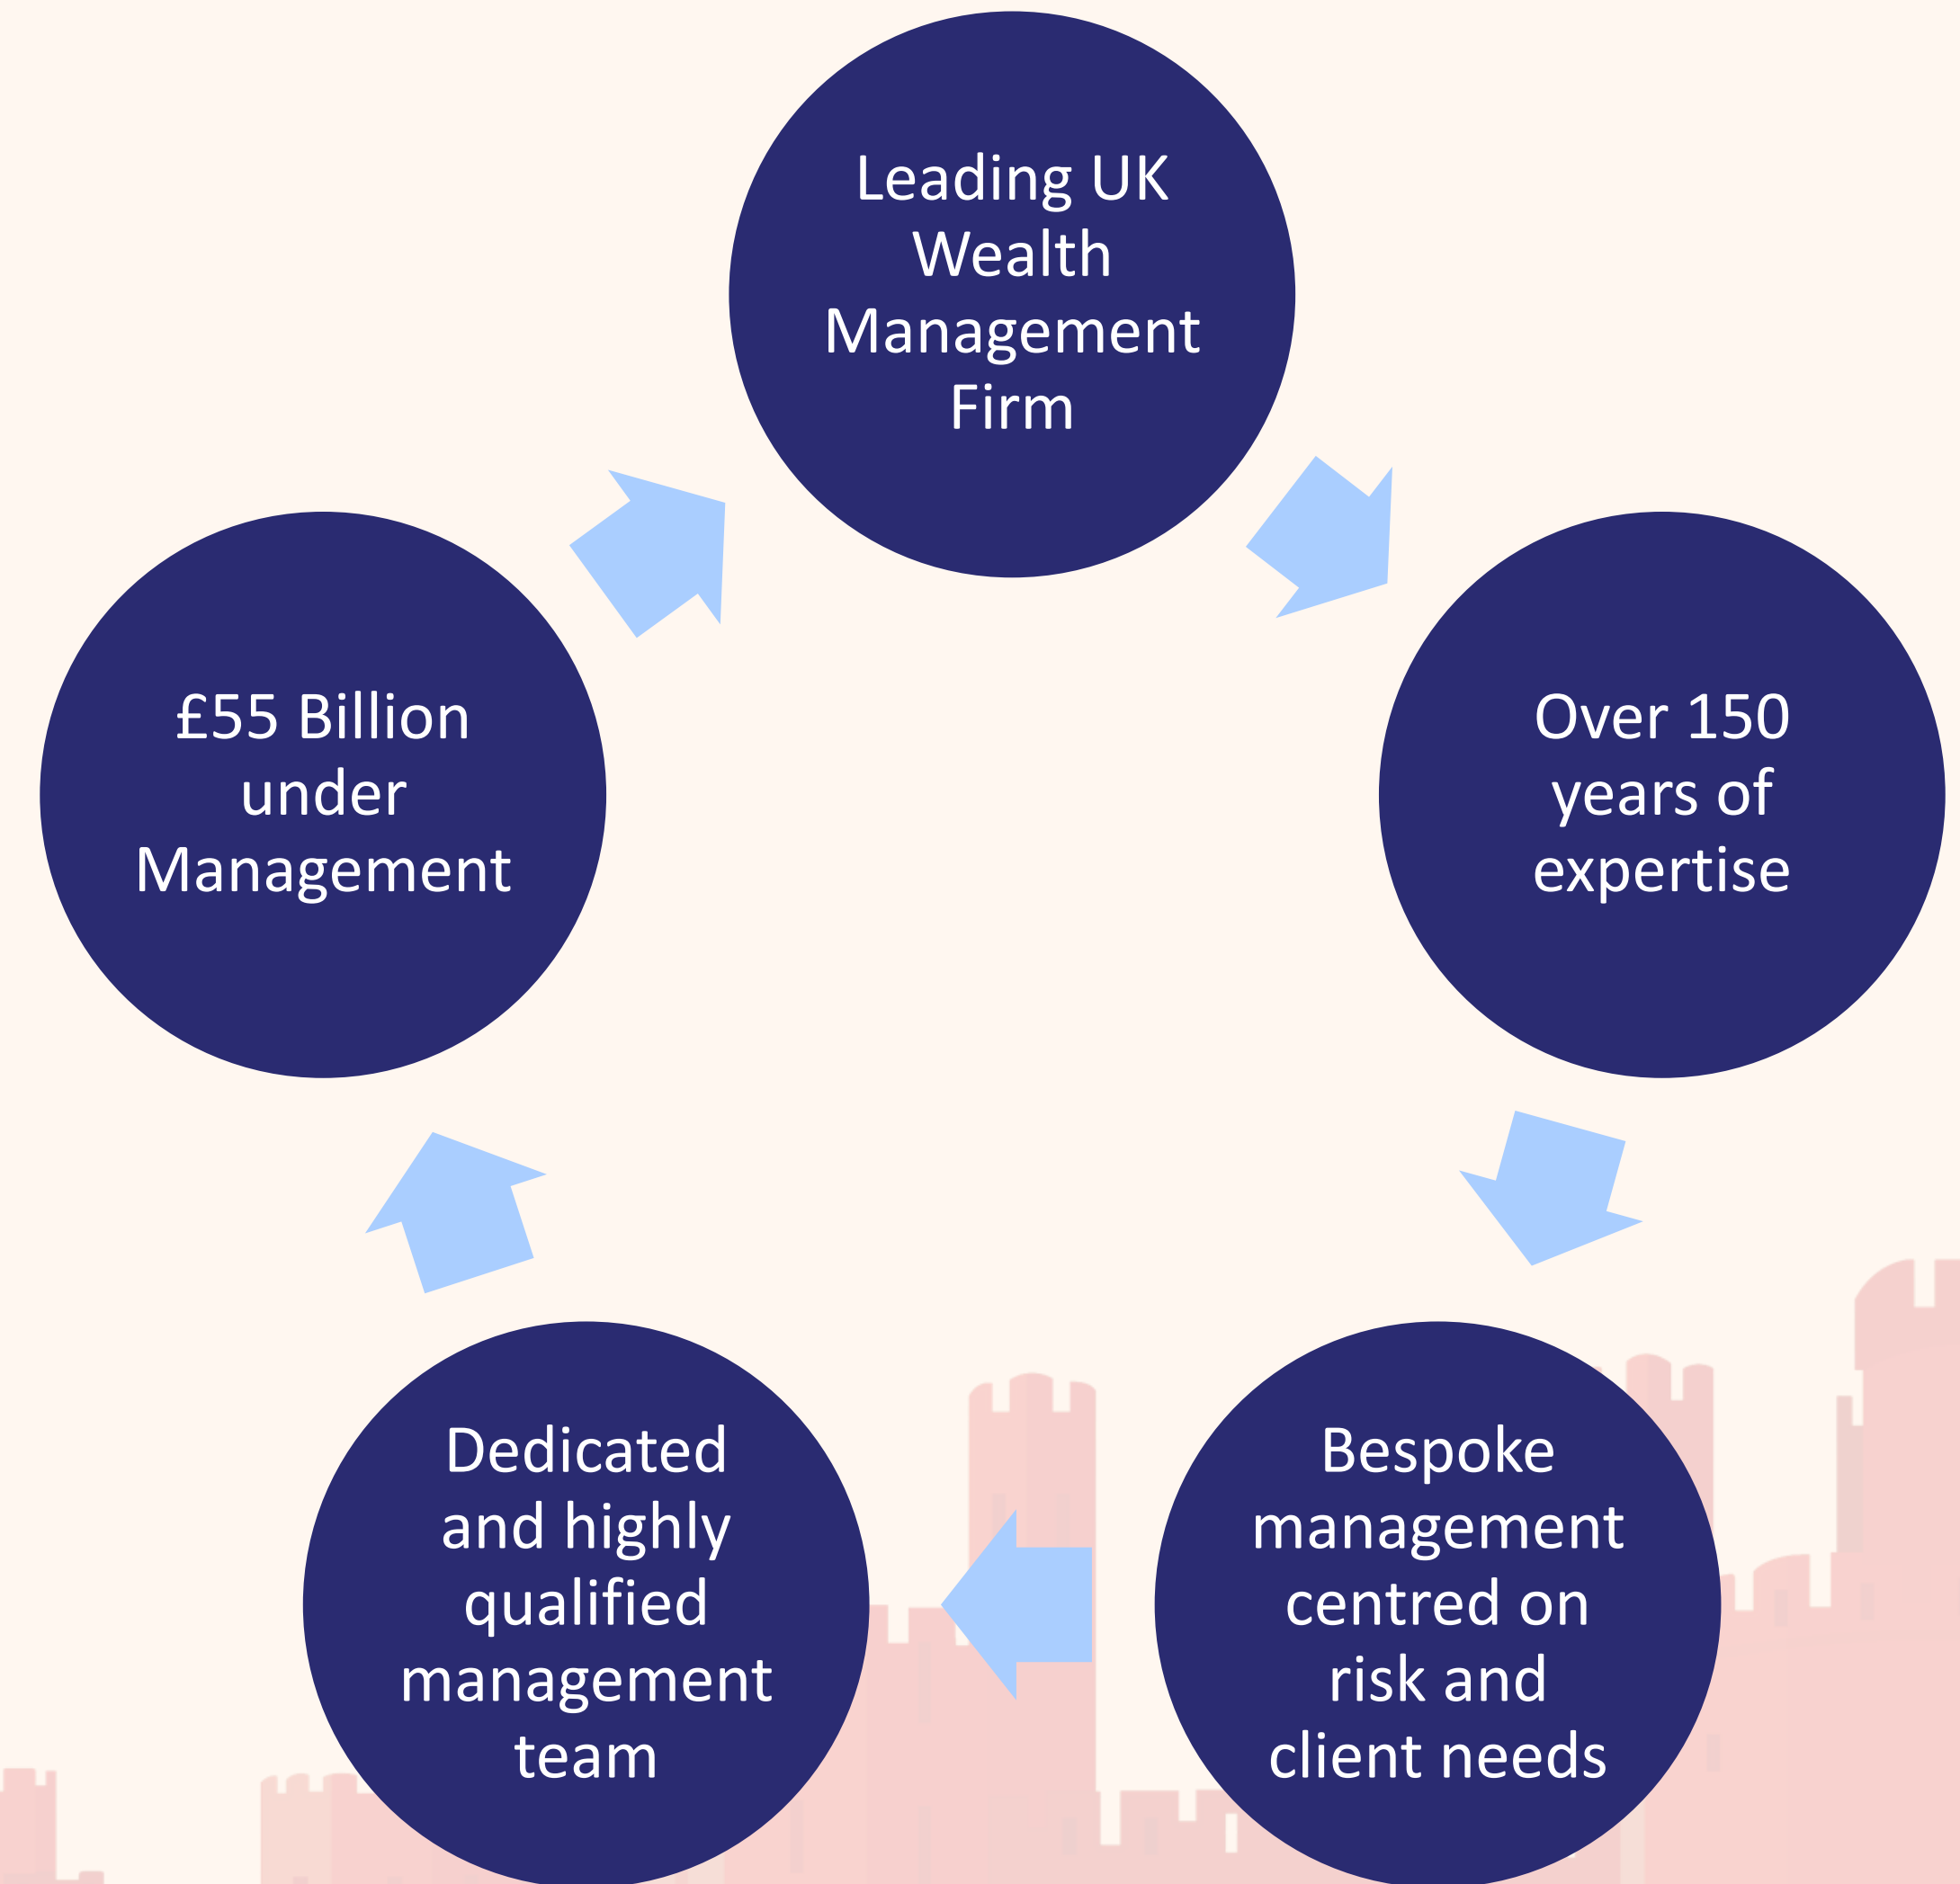 Leading UK
Wealth
Management
Firm
Over 150
years of
expertise
Bespoke
management
centred on
risk and
client needs
Dedicated
and highly
qualified
management
team
£55 Billion
under
Management